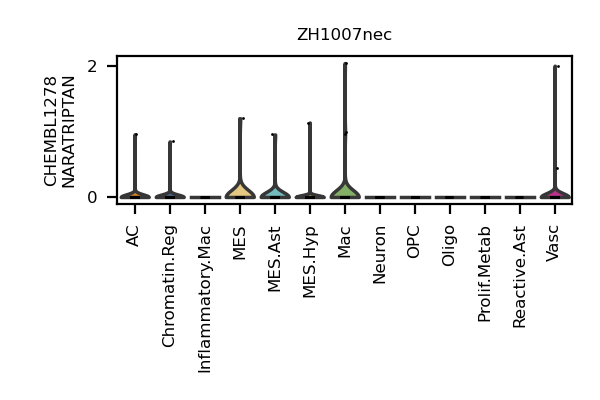 ZH1007nec
CHEMBL1278
NARATRIPTAN
2
0
AC
Chromatin.Reg
Inflammatory.Mac
MES
MES.Ast
MES.Hyp
Mac
Neuron
OPC
Oligo
Prolif.Metab
Reactive.Ast
Vasc